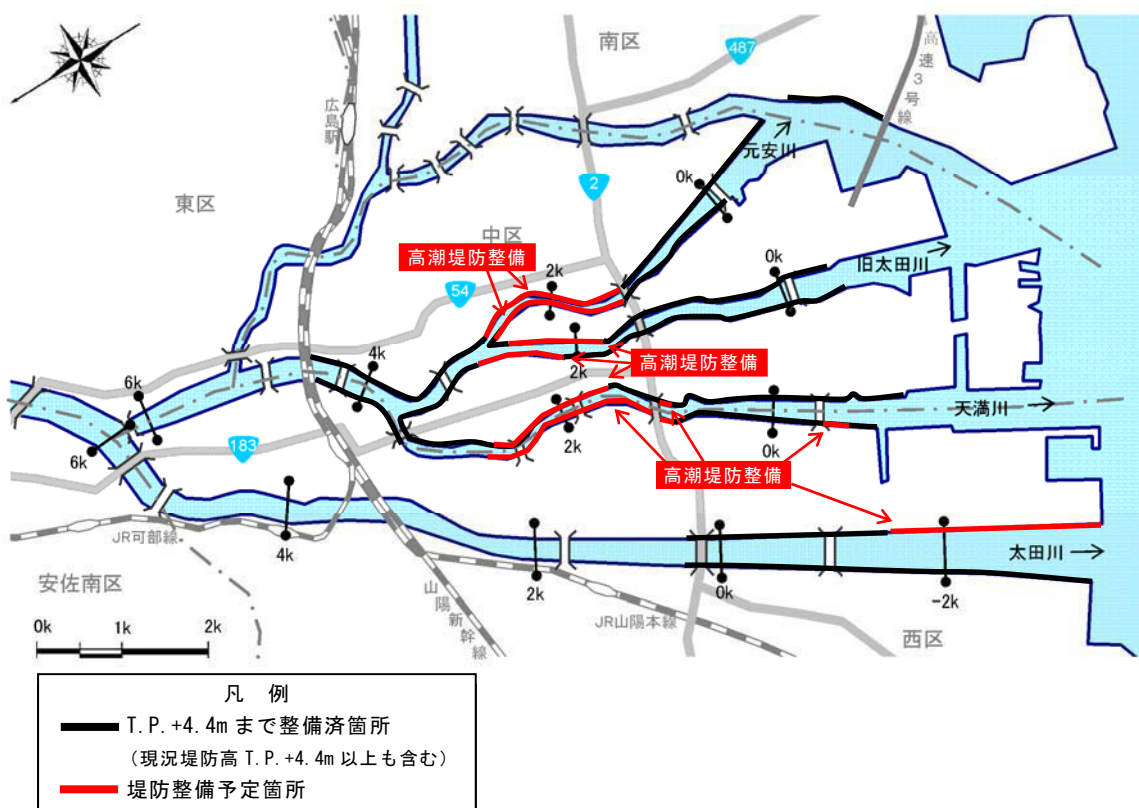 南区
487
高速3号線
広島駅
元安川
0k
2
東区
中区
高潮堤防整備
2k
54
旧太田川
0k
4k
2k
高潮堤防整備
6k
天満川
2k
0k
183
6k
高潮堤防整備
JR可部線
4k
太田川
安佐南区
2k
0k
-2k
山陽新幹線
JR山陽本線
西区
0k 1k 2k
凡 例
T.P.+4.4m まで整備済箇所
(現況堤防高 T.P.+4.4m 以上も含む)
堤防整備予定箇所